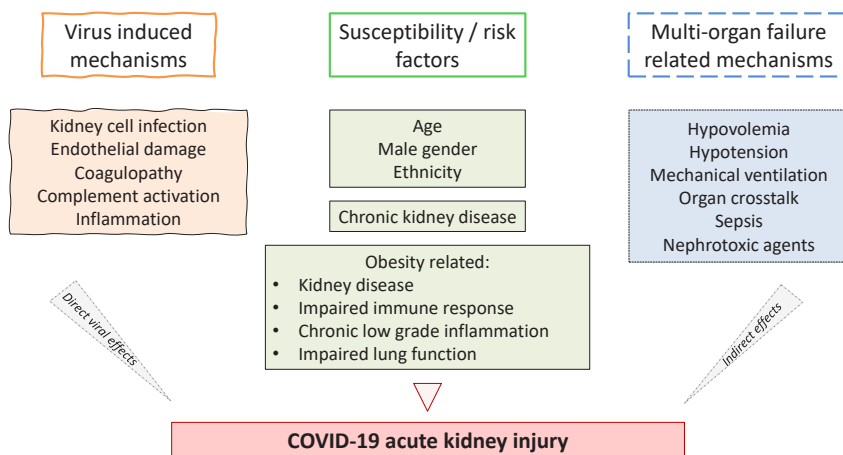 Virus induced
mechanisms
Susceptibility / risk
factors
Multi-organ failure
related mechanisms
Kidney cell infection
Endothelial damage
Coagulopathy
Complement activation
Inflammation
Age
Male gender
Ethnicity
Chronic kidney disease
Obesity related:
• Kidney disease
• Impaired immune response
• Chronic low grade inflammation
• Impaired lung function
Hypovolemia
Hypotension
Mechanical ventilation
Organ crosstalk
Sepsis
Nephrotoxic agents
Direct viral effects
Indirect effects
COVID-19 acute kidney injury